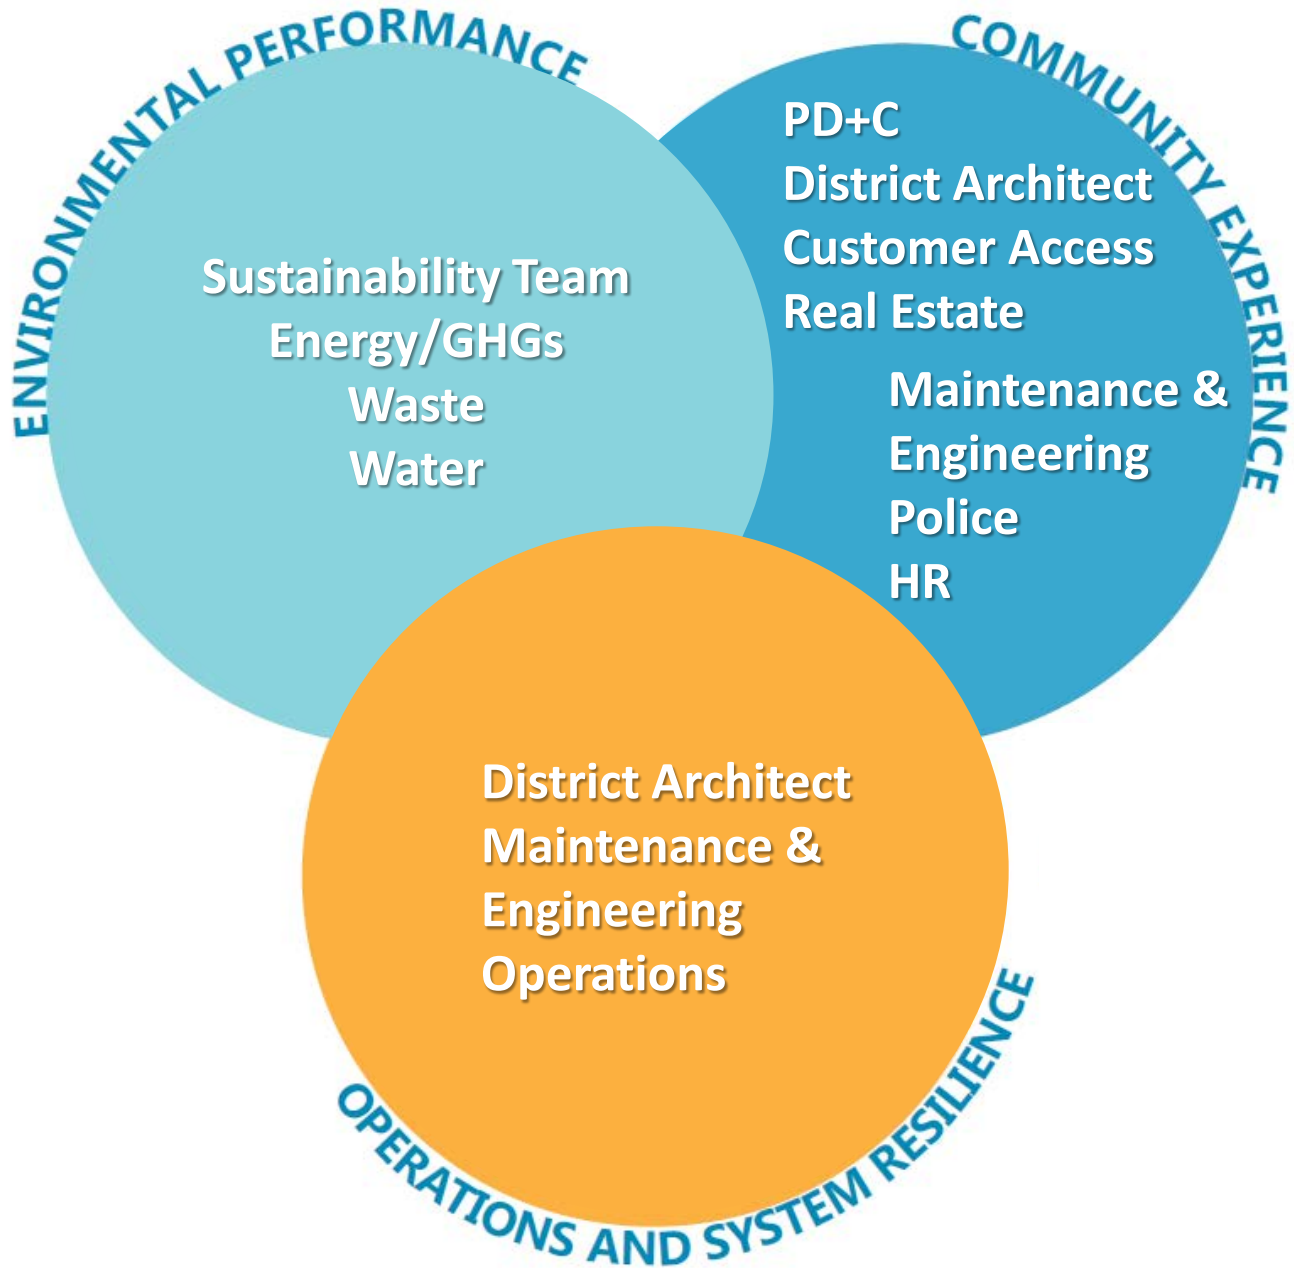 ENVIRONMENTAL PERFORMANCE
Sustainability Team
Energy/GHGs
Waste
Water
COMMUNITY EXPERIENCE
PD+C
District Architect
Customer Access
Real Estate
Maintenance &
Engineering
Police
HR
District Architect
Maintenance &
Engineering
Operations
OPERATIONS AND SYSTEM RESILIENCE